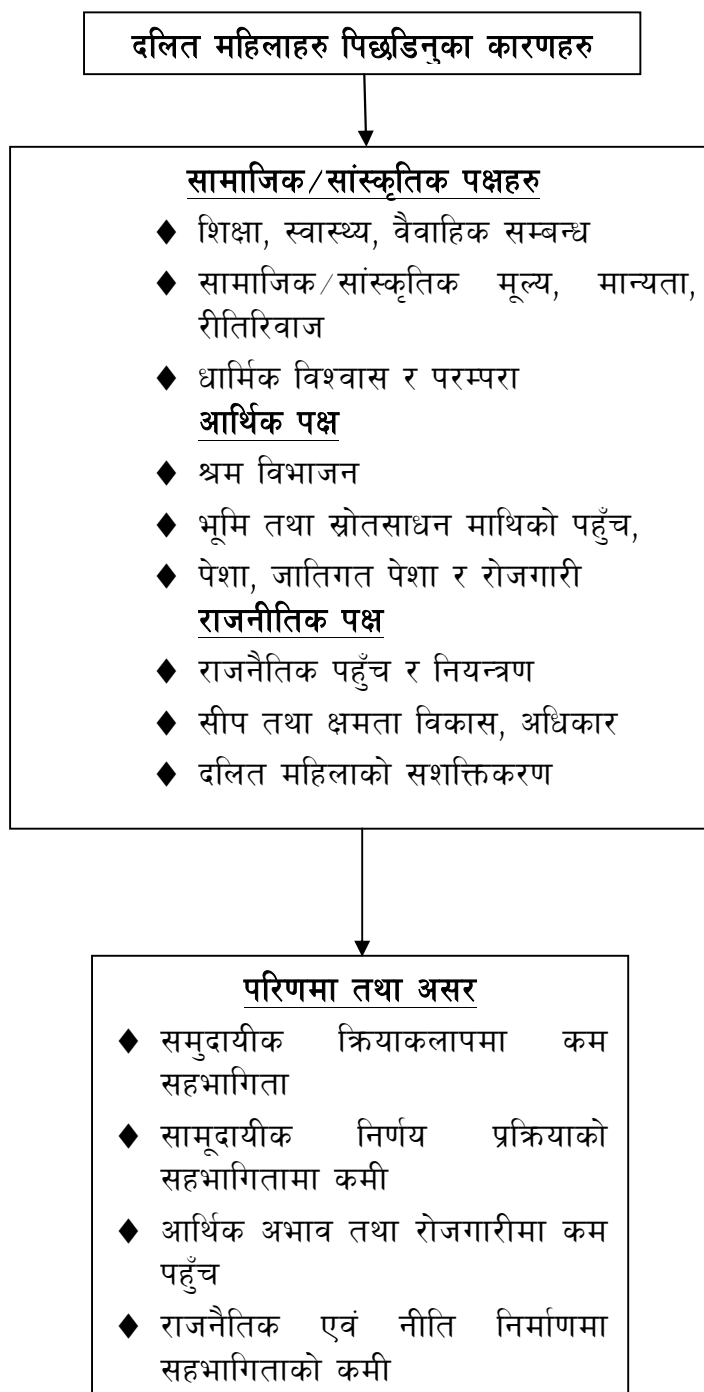 दलित महिलाहरु पिछडिनुका कारणहरु
सामाजिक/सांस्कृतिक पक्षहरु
♦ शिक्षा, स्वास्थ्य, वैवाहिक सम्बन्ध
♦ सामाजिक/सांस्कृतिक मूल्य, मान्यता,
रीतिरिवाज
♦ धार्मिक विश्वास र परम्परा
आर्थिक पक्ष
♦ श्रम विभाजन
♦ भूमि तथा स्रोतसाधन माथिको पहुँच,
♦ पेशा, जातिगत पेशा र रोजगारी
राजनीतिक पक्ष
♦ राजनैतिक पहुँच र नियन्त्रण
♦ सीप तथा क्षमता विकास, अधिकार
♦ दलित महिलाको सशक्तिकरण
परिणमा तथा असर
♦ समुदायीक क्रियाकलापमा कम
सहभागिता
♦ सामूदायीक निर्णय प्रक्रियाको
सहभागितामा कमी
♦ आर्थिक अभाव तथा रोजगारीमा कम
पहुँच
♦ राजनैतिक एवं नीति निर्माणमा
सहभागिताको कमी